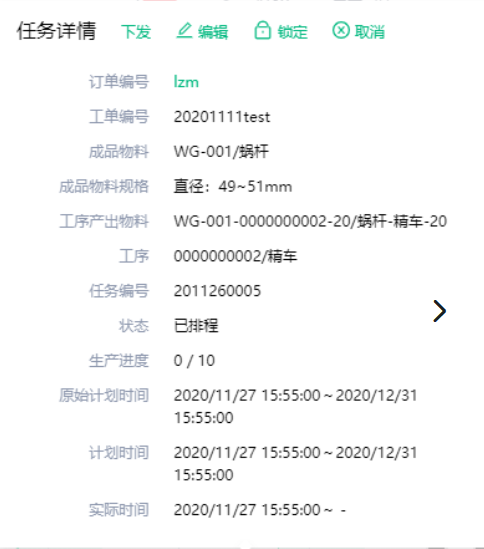 任务详情 下发 编辑 锁定 取消
订单编号 lzm
工单编号 20201111test
成品物料 WG-001/蜗杆
成品物料规格 直径：49~51mm
工序产出物料 WG-001-0000000002-20/蜗杆-精车-20
工序 0000000002/精车
任务编号 2011260005
状态 已排程
生产进度 0 / 10
原始计划时间 2020/11/27 15:55:00 ~ 2020/12/31
15:55:00
计划时间 2020/11/27 15:55:00 ~ 2020/12/31
15:55:00
实际时间 2020/11/27 15:55:00 ~ -